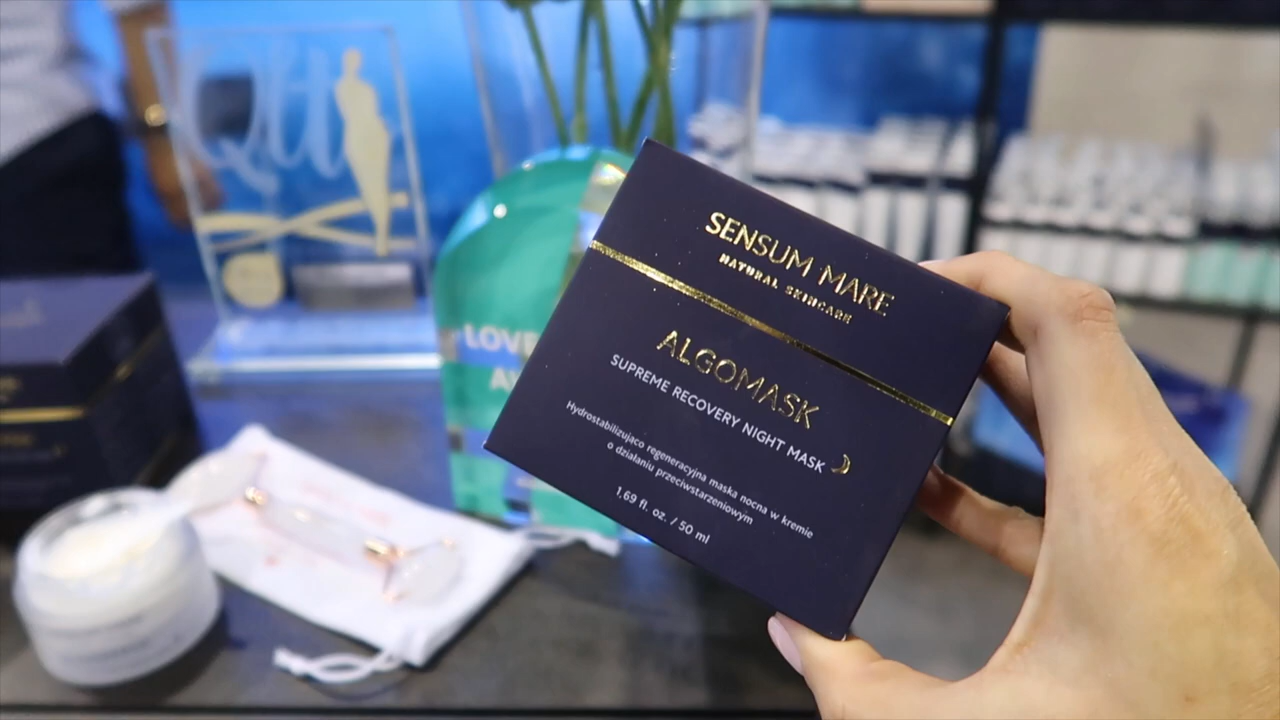 SENSUM MARE
NATURAL SKINCARE
ALGOMASK
SUPREME RECOVERY NIGHT MASK
Hydrostabilizująco regeneracyjna maska nocna w kremie
o działaniu przeciwstarzeniowym
1,69 fl. oz. / 50 ml
LOVE